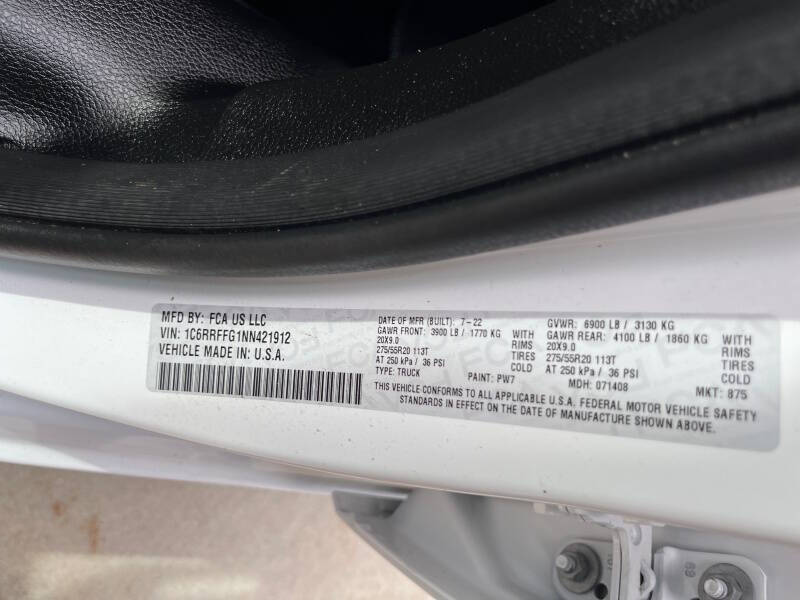 MFD BY: FCA US LLC
VIN: 1C6RRFFG1NN421912
VEHICLE MADE IN U.S.A.
DATE OF MFR (BUILT): 7-22
GAWR FRONT: 3900 LB / 1770 KG WITH
20X9.0 RIMS
275/55R20 113T TIRES
AT 250 kPa / 36 PSI COLD
TYPE: TRUCK PAINT: PW7
GVWR: 6900 LB / 3130 KG
GAWR REAR: 4100 LB / 1860 KG WITH
20X9.0 RIMS
275/55R20 113T TIRES
AT 250 kPa / 36 PSI COLD
MDH: 071408 MKT: 875
THIS VEHICLE CONFORMS TO ALL APPLICABLE U.S.A. FEDERAL MOTOR VEHICLE SAFETY
STANDARDS IN EFFECT ON THE DATE OF MANUFACTURE SHOWN ABOVE.